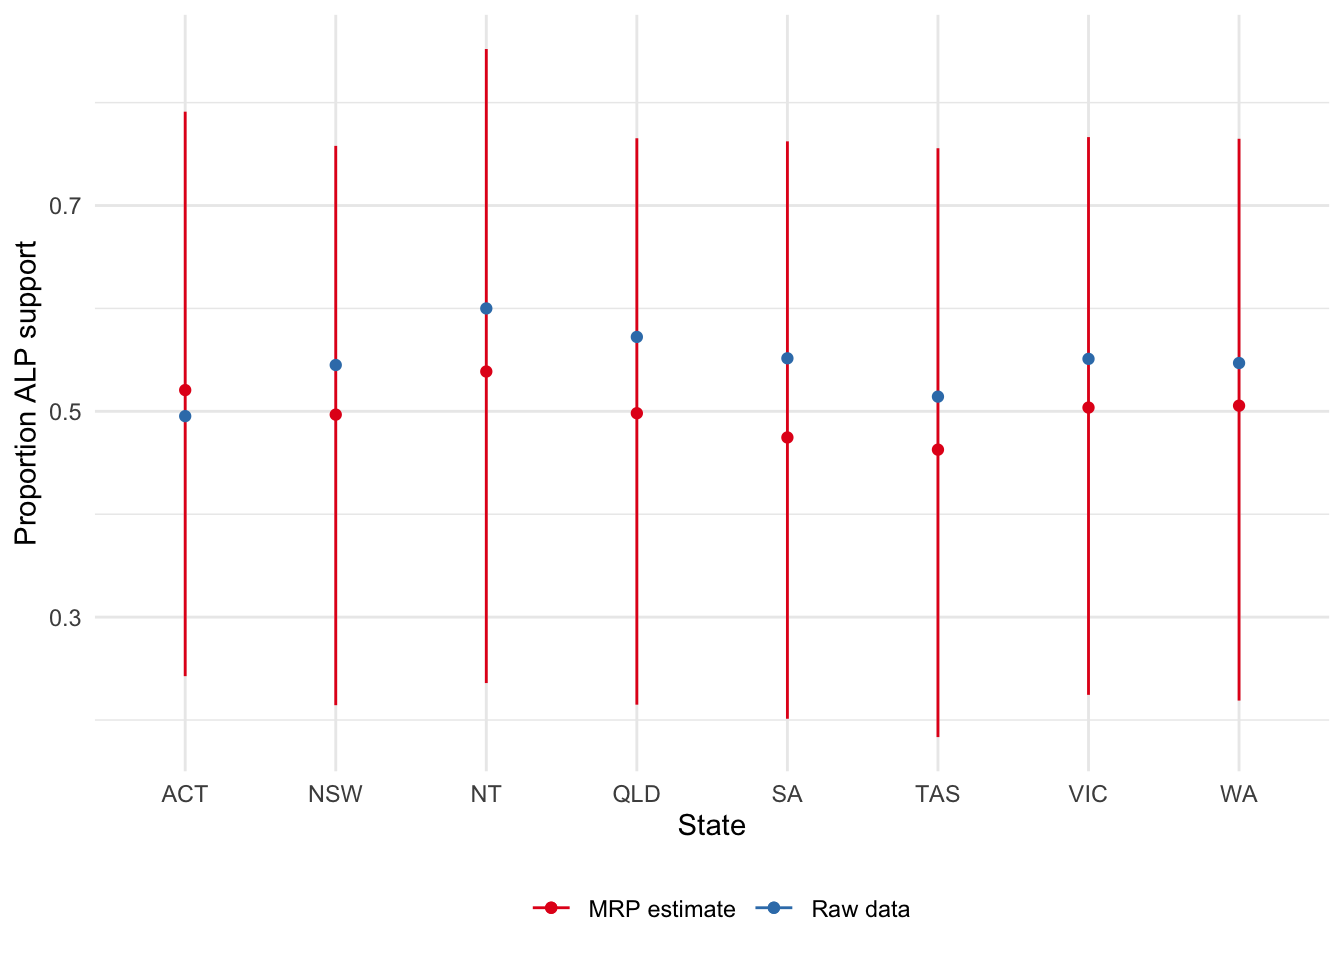 Proportion ALP support
0.7
0.5
0.3
ACT NSW NT QLD SA TAS VIC WA
State
MRP estimate Raw data